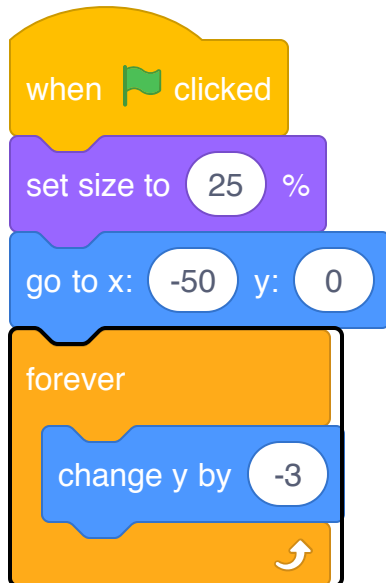 when clicked
set size to 25 %
go to x: -50 y: 0
forever
change y by -3